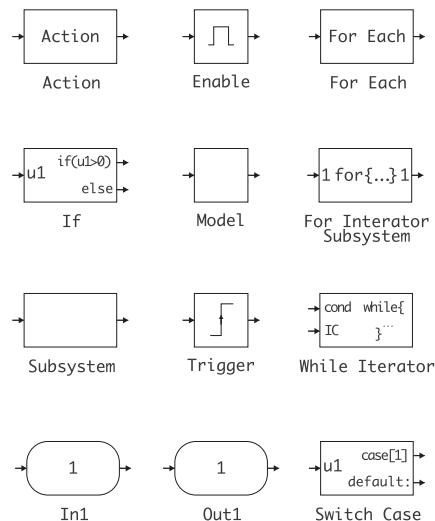 Action
For Each
Action
Enable
For Each
u1
if(u1>0)
else
1 for{...} 1
If
Model
For Interator
Subsystem
cond
while{
IC
}...
Subsystem
Trigger
While Iterator
1
1
u1
case[1]
default:
In1
Out1
Switch Case